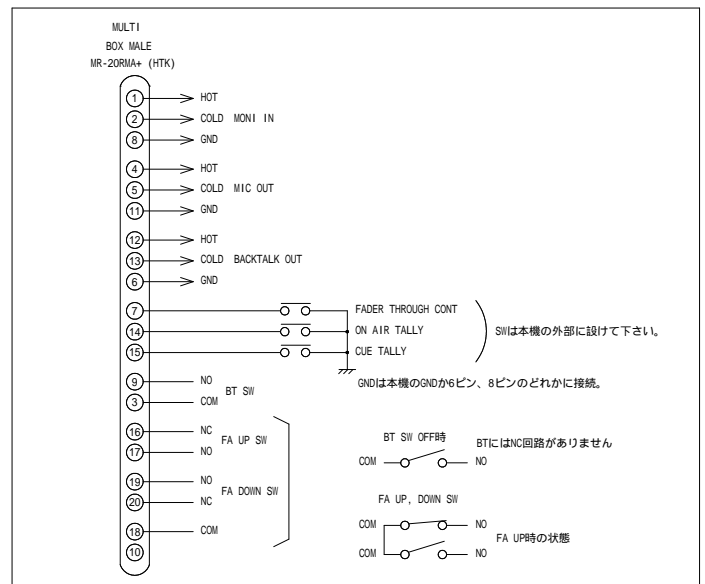 MULTI
BOX MALE
MR-20RMA+ (HTK)
1 HOT
2 COLD MONI IN
8 GND
4 HOT
5 COLD MIC OUT
11 GND
12 HOT
13 COLD BACKTALK OUT
6 GND
7 FADER THROUGH CONT
14 ON AIR TALLY SWは本機の外部に設けて下さい。
15 CUE TALLY
GNDは本機のGNDか6ピン、8ピンのどれかに接続。
9 NO
BT SW
3 COM
16 NC
FA UP SW
17 NO
19 NO
FA DOWN SW
20 NC
18 COM
10
BT SW OFF時 BTにはNC回路がありません
COM NO
FA UP, DOWN SW
COM NO
FA UP時の状態
COM NO